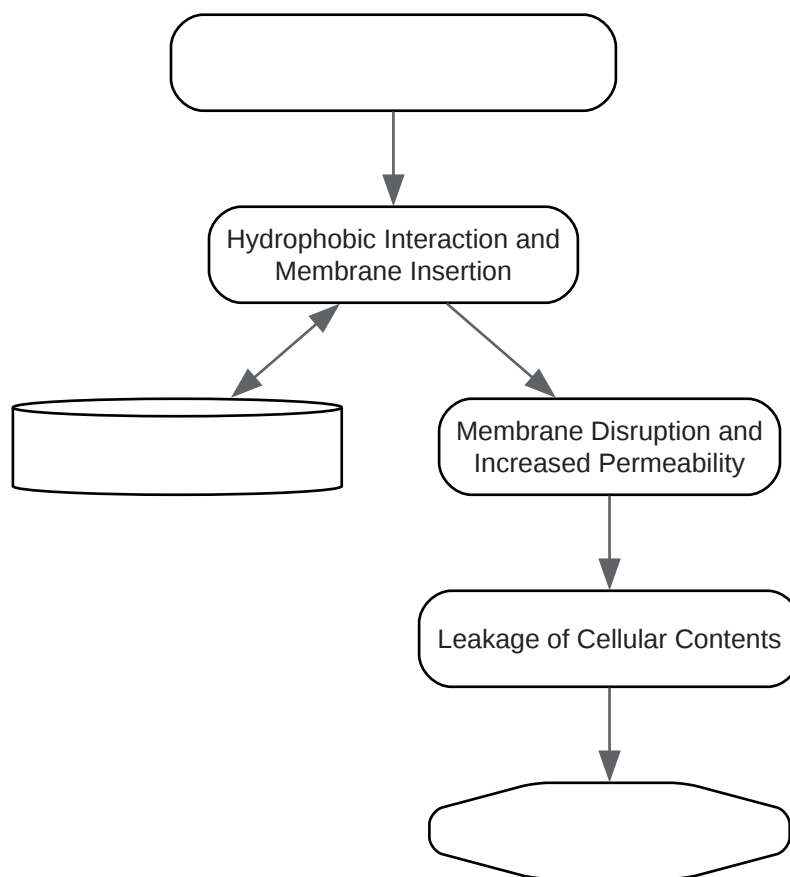 Hydrophobic Interaction and
Membrane Insertion
Membrane Disruption and
Increased Permeability
Leakage of Cellular Contents